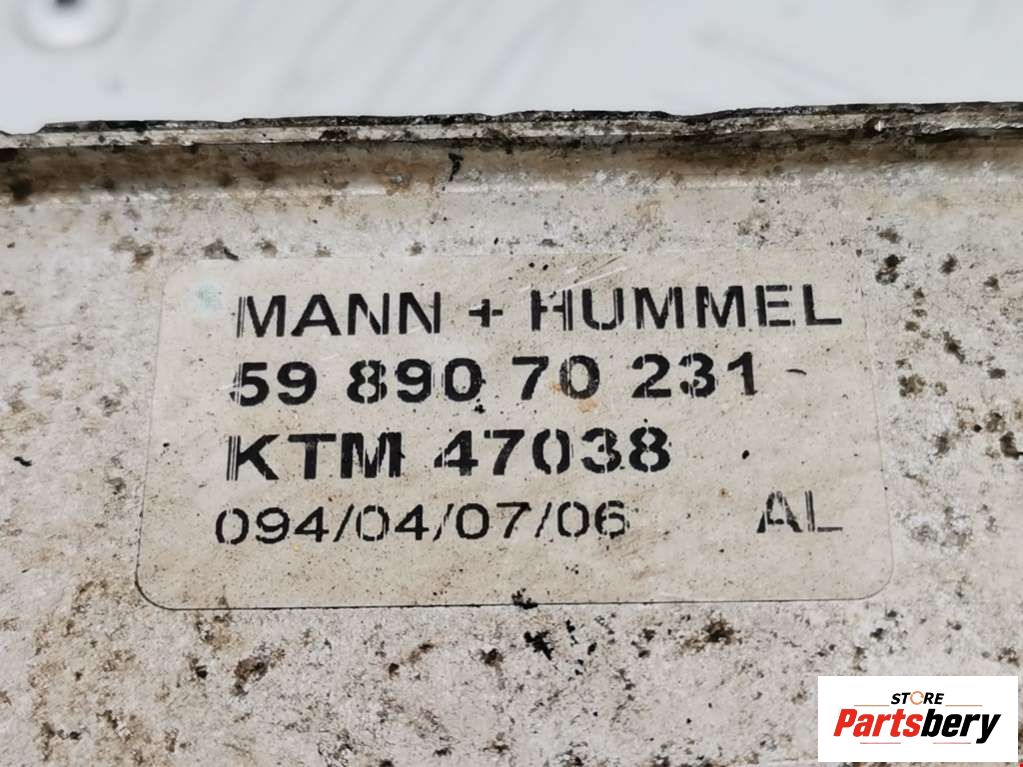 MANN + HUMMEL
59 890 70 231
KTM 47038
094/04/07/06 AL
STORE
Partsbery